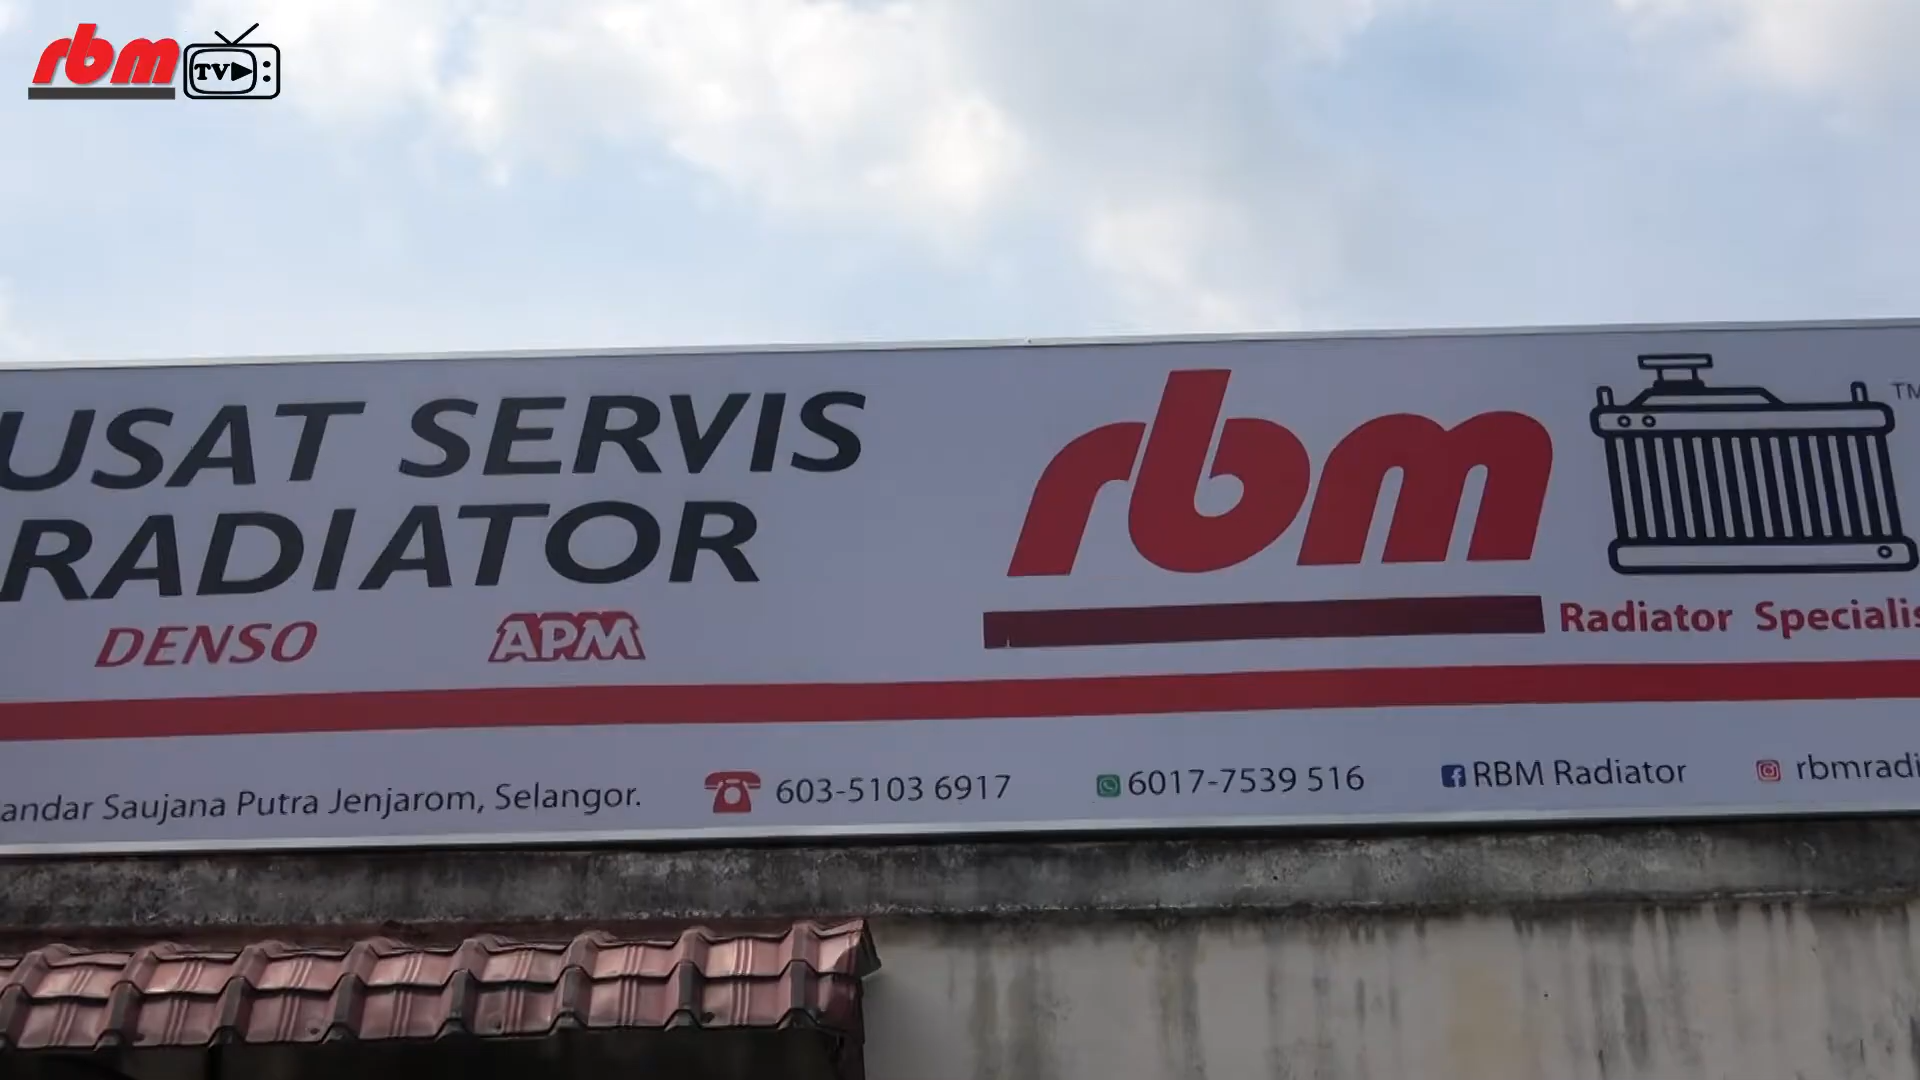 rbm TV
USAT SERVIS
RADIATOR
DENSO APM
rbm
TM
Radiator Specialis
andar Saujana Putra Jenjarom, Selangor. 603-5103 6917 6017-7539 516 RBM Radiator rbmradi